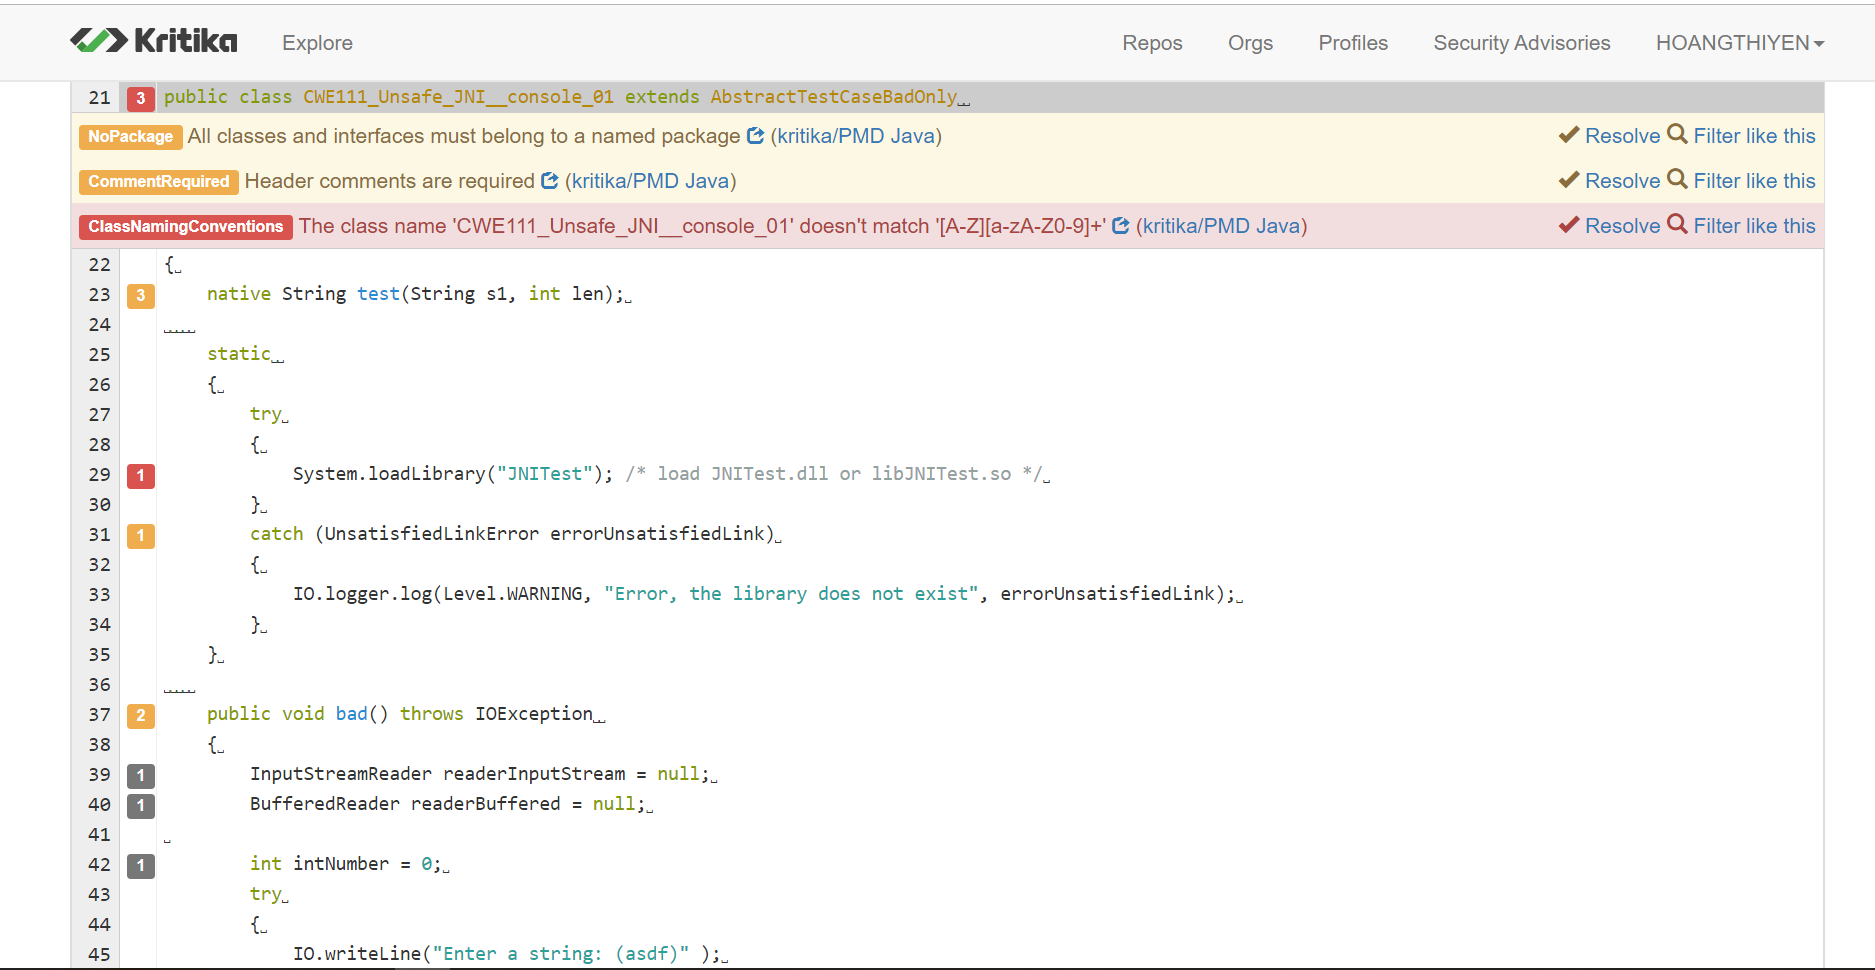 Kritika Explore Repos Orgs Profiles Security Advisories HOANGTHIYEN
21 3 public class CWE111_Unsafe_JNI__console_01 extends AbstractTestCaseBadOnly
NoPackage All classes and interfaces must belong to a named package (kritika/PMD Java) Resolve Filter like this
CommentRequired Header comments are required (kritika/PMD Java) Resolve Filter like this
ClassNamingConventions The class name 'CWE111_Unsafe_JNI__console_01' doesn't match '[A-Z][a-zA-Z0-9]+' (kritika/PMD Java) Resolve Filter like this
22 {
23 3 native String test(String s1, int len);
24
25 static
26 {
27 try
28 {
29 1 System.loadLibrary("JNITest"); /* load JNITest.dll or libJNITest.so */
30 }
31 1 catch (UnsatisfiedLinkError errorUnsatisfiedLink)
32 {
33 IO.logger.log(Level.WARNING, "Error, the library does not exist", errorUnsatisfiedLink);
34 }
35 }
36
37 2 public void bad() throws IOException
38 {
39 1 InputStreamReader readerInputStream = null;
40 1 BufferedReader readerBuffered = null;
41
42 1 int intNumber = 0;
43 try
44 {
45 IO.writeLine("Enter a string: (asdf)" );